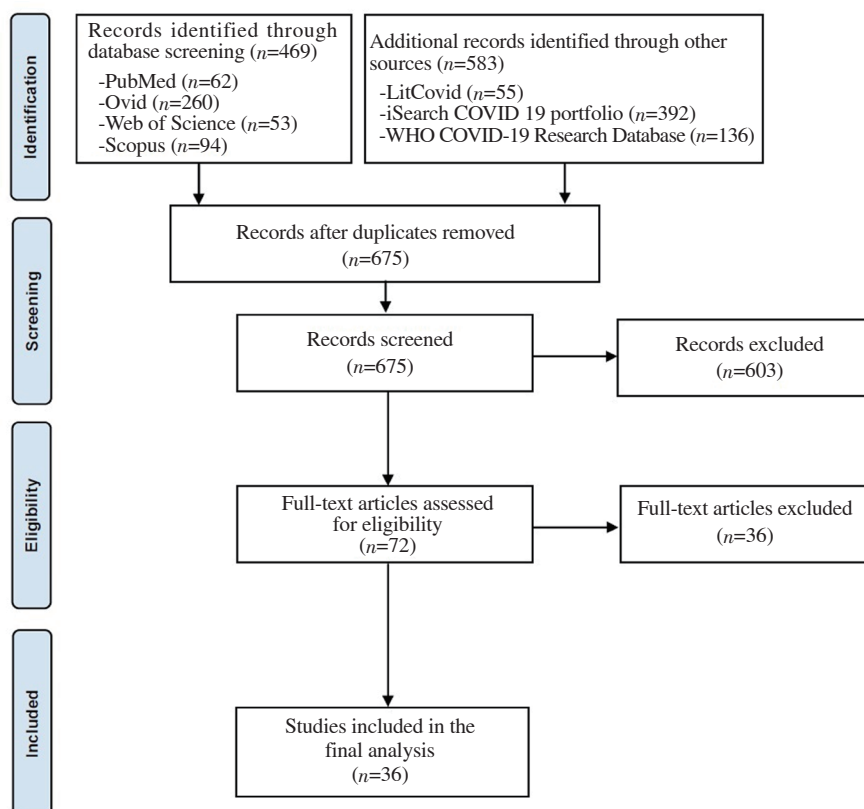 Identification
Records identified through
database screening (n=469)
-PubMed (n=62)
-Ovid (n=260)
-Web of Science (n=53)
-Scopus (n=94)
Additional records identified through other
sources (n=583)
-LitCovid (n=55)
-iSearch COVID 19 portfolio (n=392)
-WHO COVID-19 Research Database (n=136)
Screening
Records after duplicates removed
(n=675)
Records screened
(n=675)
Records excluded
(n=603)
Eligibility
Full-text articles assessed
for eligibility
(n=72)
Full-text articles excluded
(n=36)
Included
Studies included in the
final analysis
(n=36)